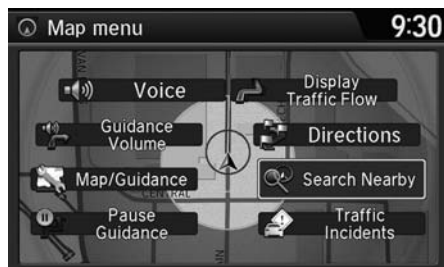 Map menu
9:30
Voice
Display
Traffic Flow
Guidance
Volume
Directions
Map/Guidance
Search Nearby
CENTRAL
Pause
Guidance
Traffic
Incidents